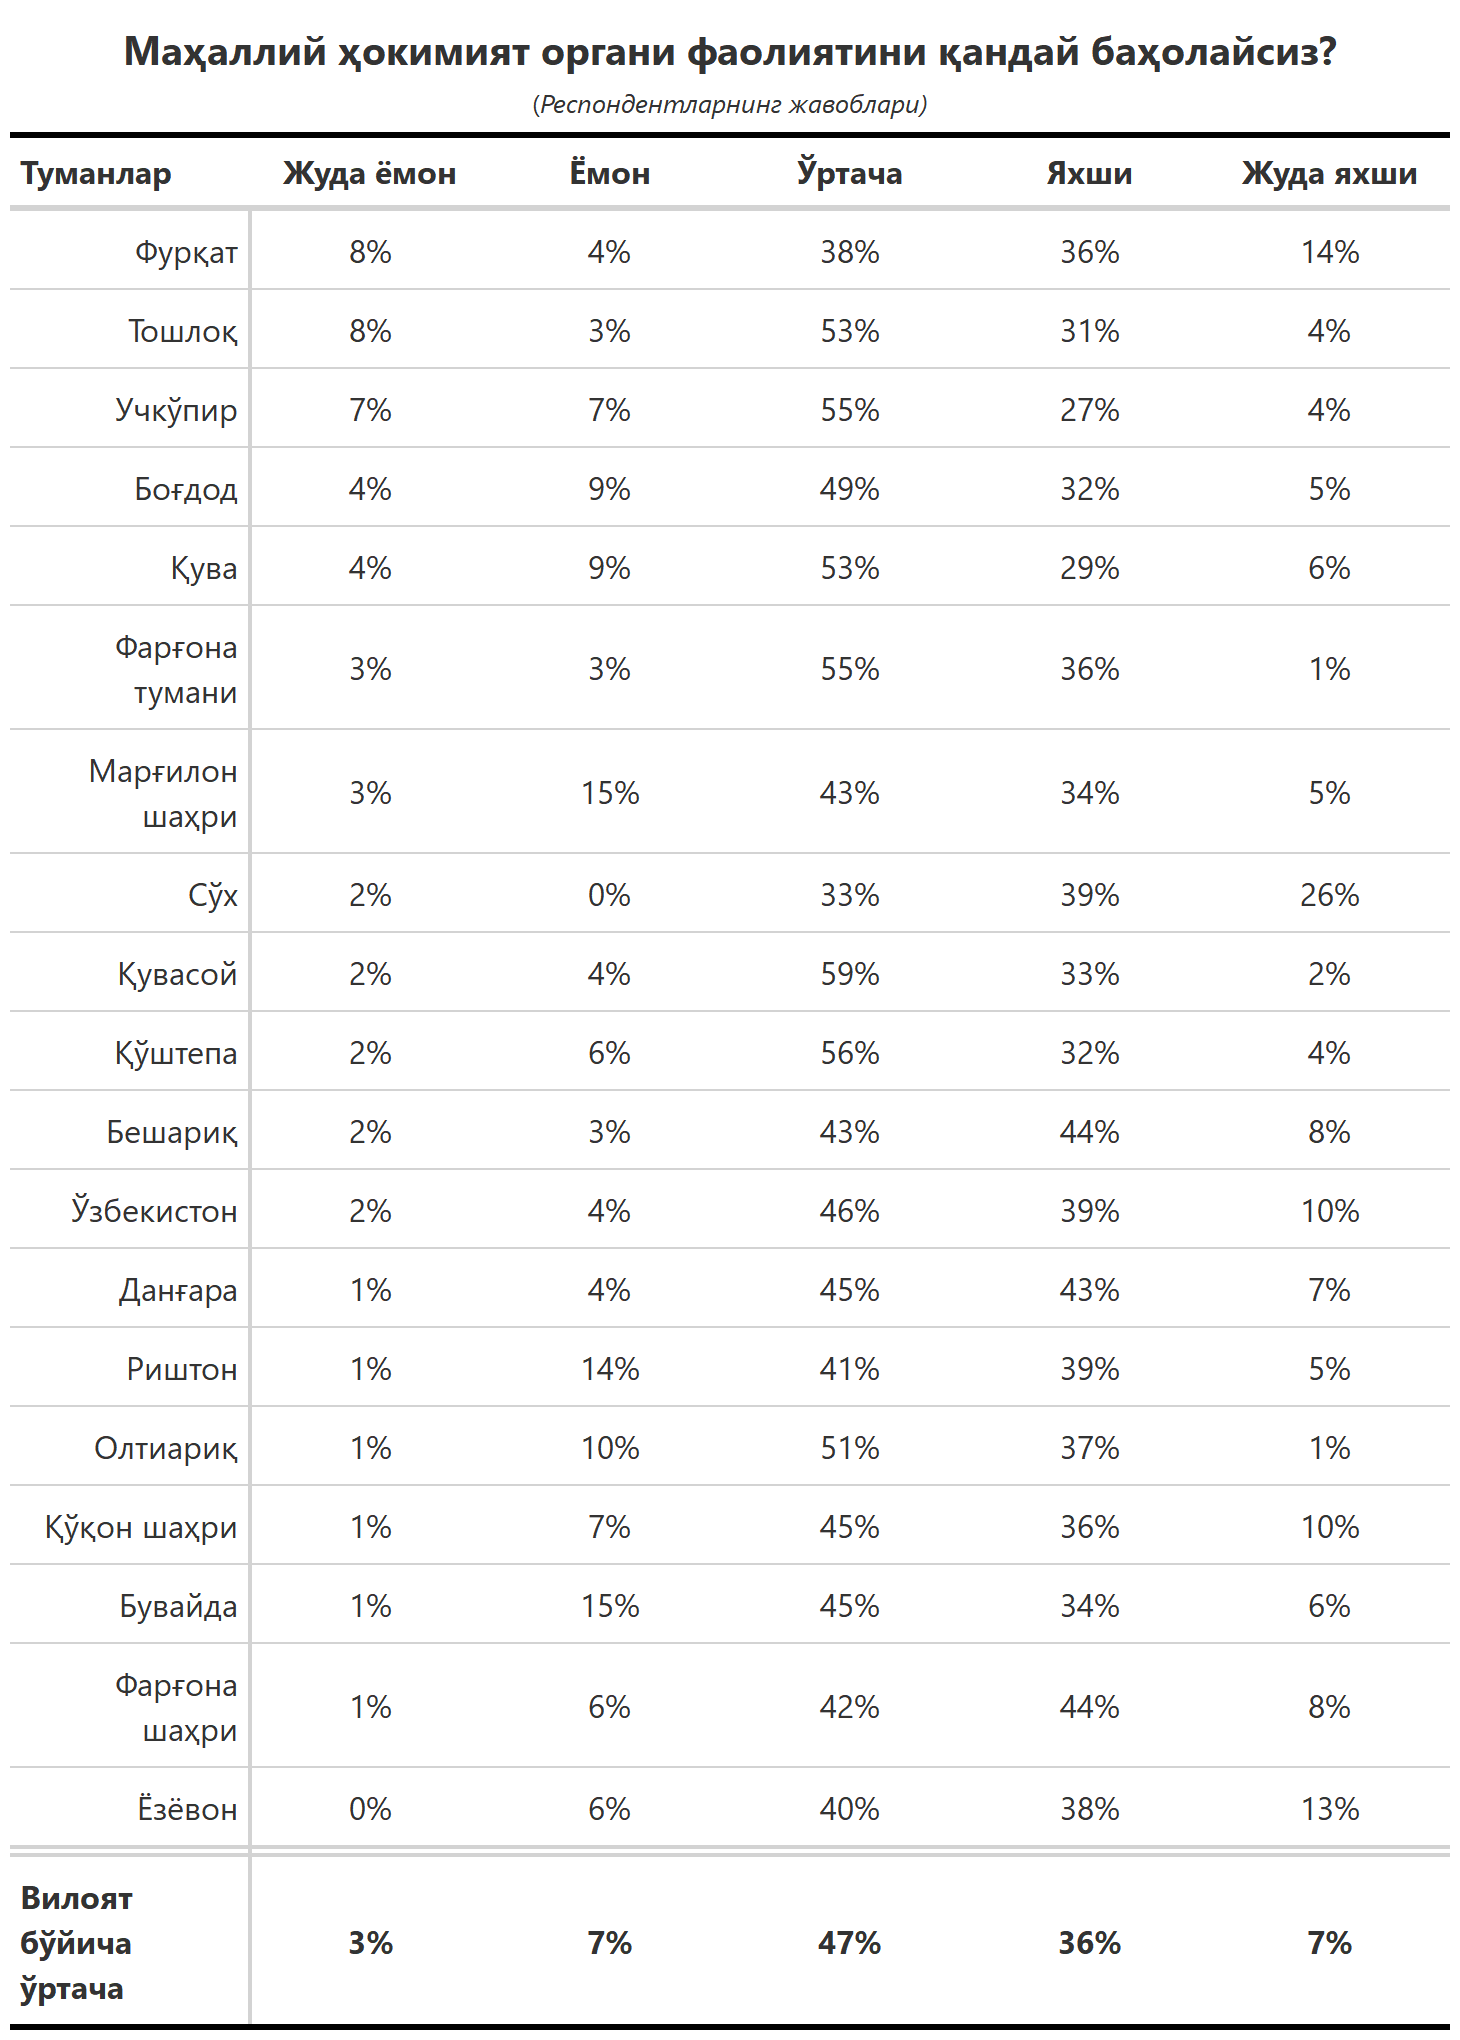 Маҳаллий ҳокимият органи фаолиятини қандай баҳолайсиз?
(Респондентларнинг жавоблари)
Туманлар Жуда ёмон Ёмон Ўртача Яхши Жуда яхши
Фурқат 8% 4% 38% 36% 14%
Тошлоқ 8% 3% 53% 31% 4%
Учкўпир 7% 7% 55% 27% 4%
Боғдод 4% 9% 49% 32% 5%
Қува 4% 9% 53% 29% 6%
Фарғона
тумани 3% 3% 55% 36% 1%
Марғилон
шаҳри 3% 15% 43% 34% 5%
Сўх 2% 0% 33% 39% 26%
Қувасой 2% 4% 59% 33% 2%
Қўштепа 2% 6% 56% 32% 4%
Бешариқ 2% 3% 43% 44% 8%
Ўзбекистон 2% 4% 46% 39% 10%
Данғара 1% 4% 45% 43% 7%
Риштон 1% 14% 41% 39% 5%
Олтиариқ 1% 10% 51% 37% 1%
Қўқон шаҳри 1% 7% 45% 36% 10%
Бувайда 1% 15% 45% 34% 6%
Фарғона
шаҳри 1% 6% 42% 44% 8%
Ёзёвон 0% 6% 40% 38% 13%
Вилоят
бўйича 3% 7% 47% 36% 7%
ўртача